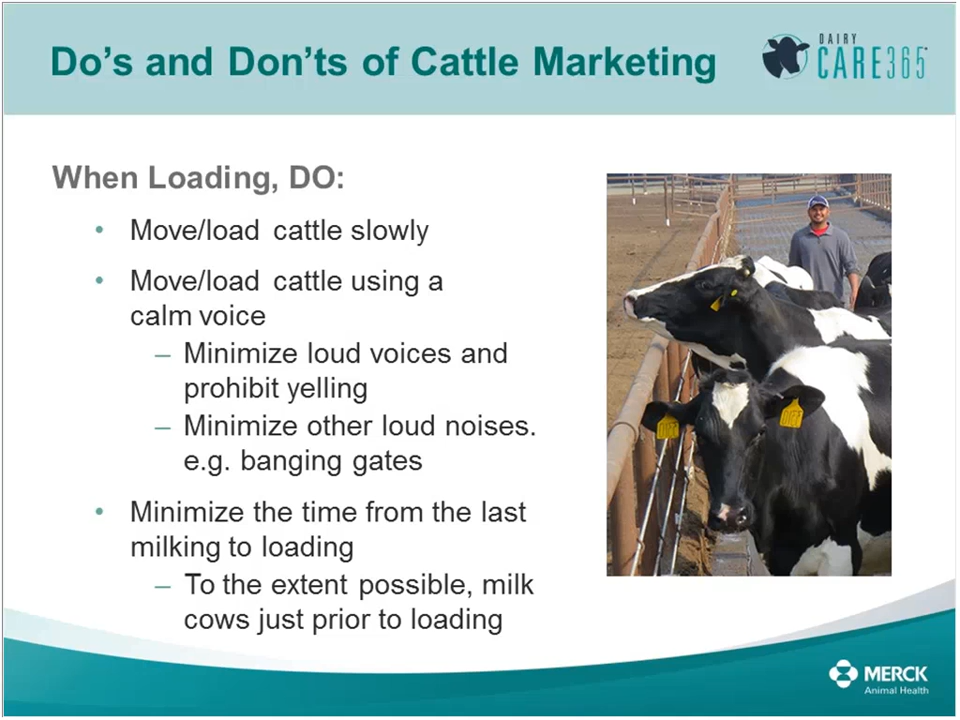 Do's and Don'ts of Cattle Marketing
DAIRY
CARE365
When Loading, DO:
• Move/load cattle slowly
• Move/load cattle using a
calm voice
– Minimize loud voices and
prohibit yelling
– Minimize other loud noises.
e.g. banging gates
• Minimize the time from the last
milking to loading
– To the extent possible, milk
cows just prior to loading
MERCK
Animal Health